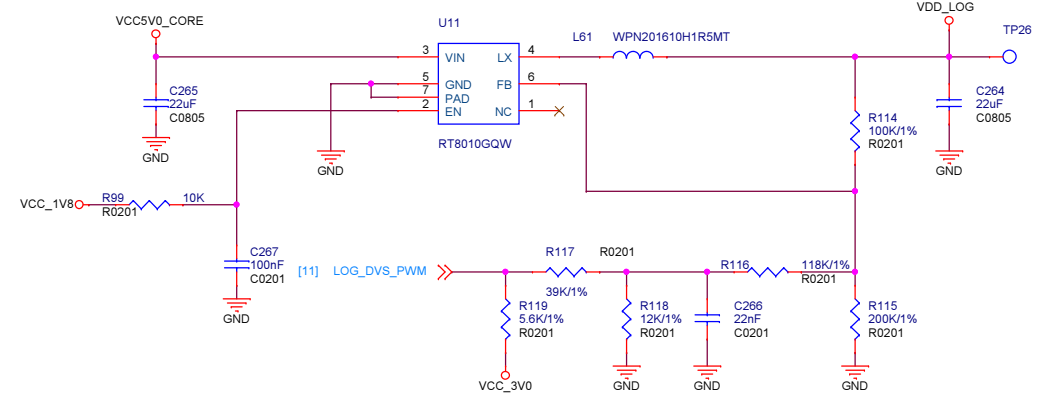 VDD_LOG
VCC5V0_CORE
U11
TP26
L61 WPN201610H1R5MT
3 VIN LX 4
5 GND FB 6
7 PAD
2 EN NC 1
RT8010GQW
C265
22uF
C0805
GND
GND
C264
22uF
C0805
GND
R114
100K/1%
R0201
VCC_1V8
R99 10K
R0201
C267
100nF
C0201
GND
[11] LOG_DVS_PWM
R117 R0201
39K/1%
R116 118K/1%
R0201
R119
5.6K/1%
R0201
VCC_3V0
R118
12K/1%
R0201
GND
C266
22nF
C0201
GND
R115
200K/1%
R0201
GND